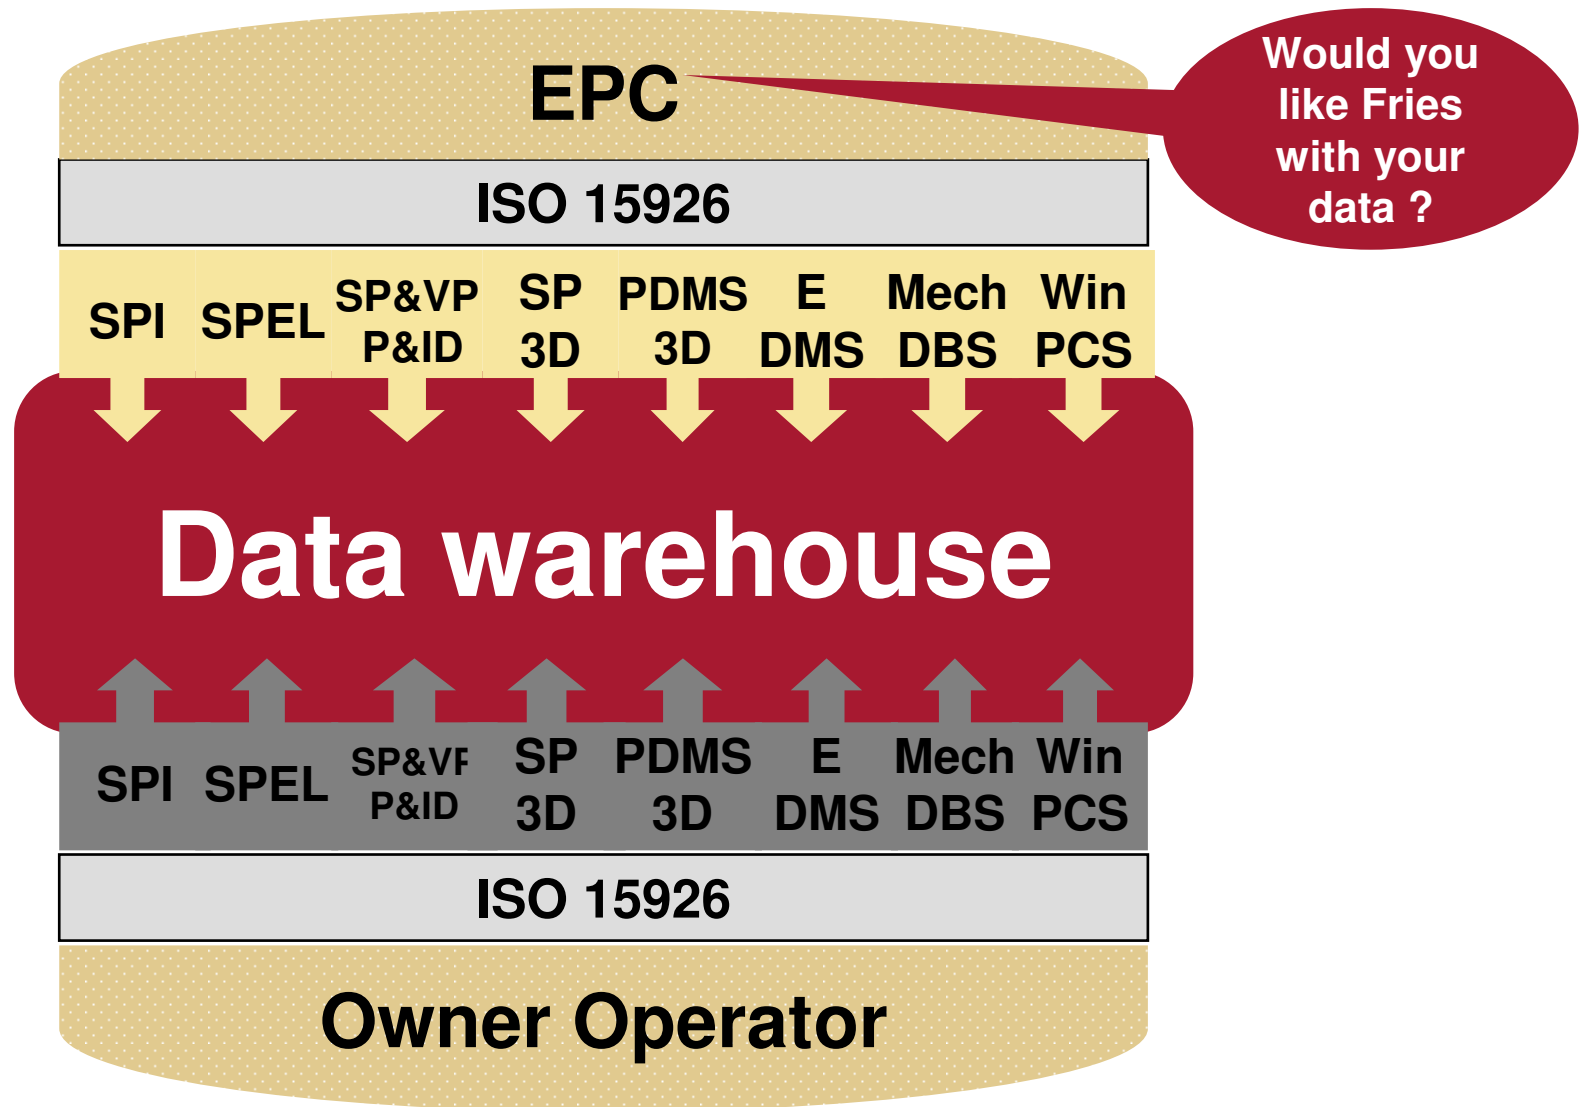 EPC
Would you
like Fries
with your
data ?
ISO 15926
SPI
SPEL
SP&VP
P&ID
SP
3D
PDMS
3D
E
DMS
Mech
DBS
Win
PCS
Data warehouse
SPI
SPEL
SP&VP
P&ID
SP
3D
PDMS
3D
E
DMS
Mech
DBS
Win
PCS
ISO 15926
Owner Operator